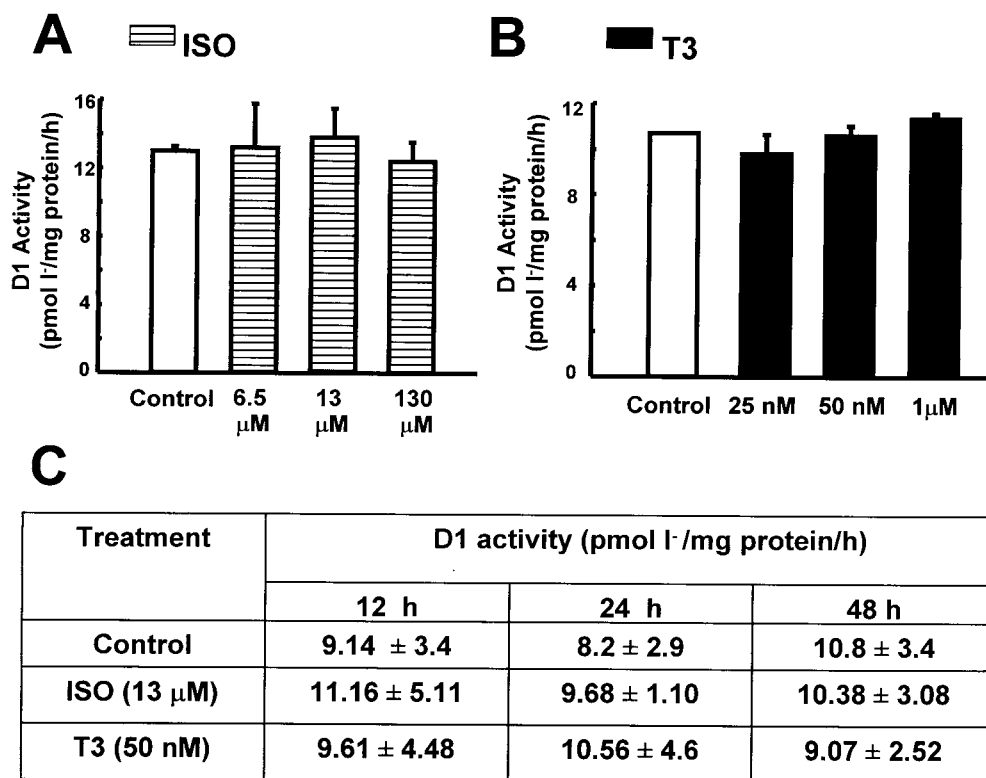 A ISO
D1 Activity
(pmol I-/mg protein/h)
16
12
8
4
0
Control 6.5 13 130
μM μM μM
B T3
D1 Activity
(pmol I-/mg protein/h)
12
8
4
0
Control 25 nM 50 nM 1μM
C
Treatment D1 activity (pmol I-/mg protein/h)
12 h 24 h 48 h
Control 9.14 ± 3.4 8.2 ± 2.9 10.8 ± 3.4
ISO (13 μM) 11.16 ± 5.11 9.68 ± 1.10 10.38 ± 3.08
T3 (50 nM) 9.61 ± 4.48 10.56 ± 4.6 9.07 ± 2.52